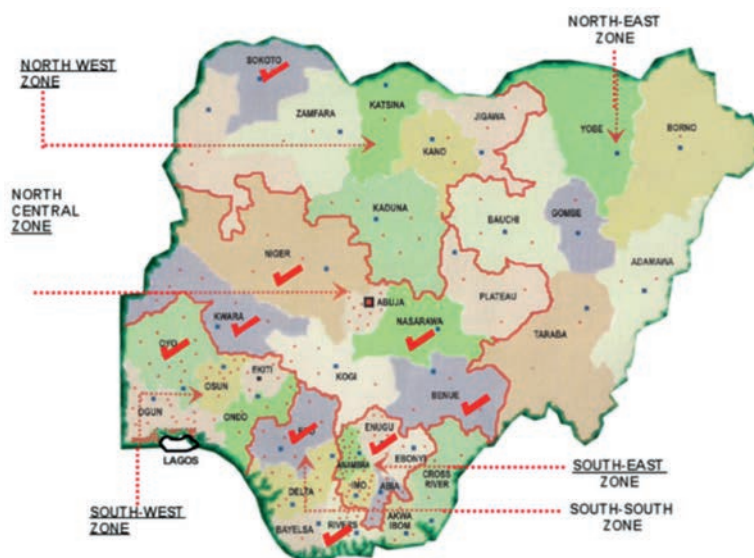 NORTH-EAST
ZONE
NORTH WEST
ZONE
SOKOTO
KATSINA
ZAMFARA
JIGAWA
YOBE
BORNO
KANO
NORTH
CENTRAL
ZONE
KADUNA
BAUCHI
GOMBE
NIGER
ADAMAWA
ABUJA
PLATEAU
KWARA
NASARAWA
TARABA
OYO
EKITI
KOGI
OSUN
BENUE
OGUN
ONDO
ENUGU
EBONYI
LAGOS
ANAMBRA
CROSS
RIVER
SOUTH-EAST
ZONE
DELTA
IMO
ABIA
SOUTH-WEST
ZONE
BAYELSA
RIVERS
AKWA
IBOM
SOUTH-SOUTH
ZONE